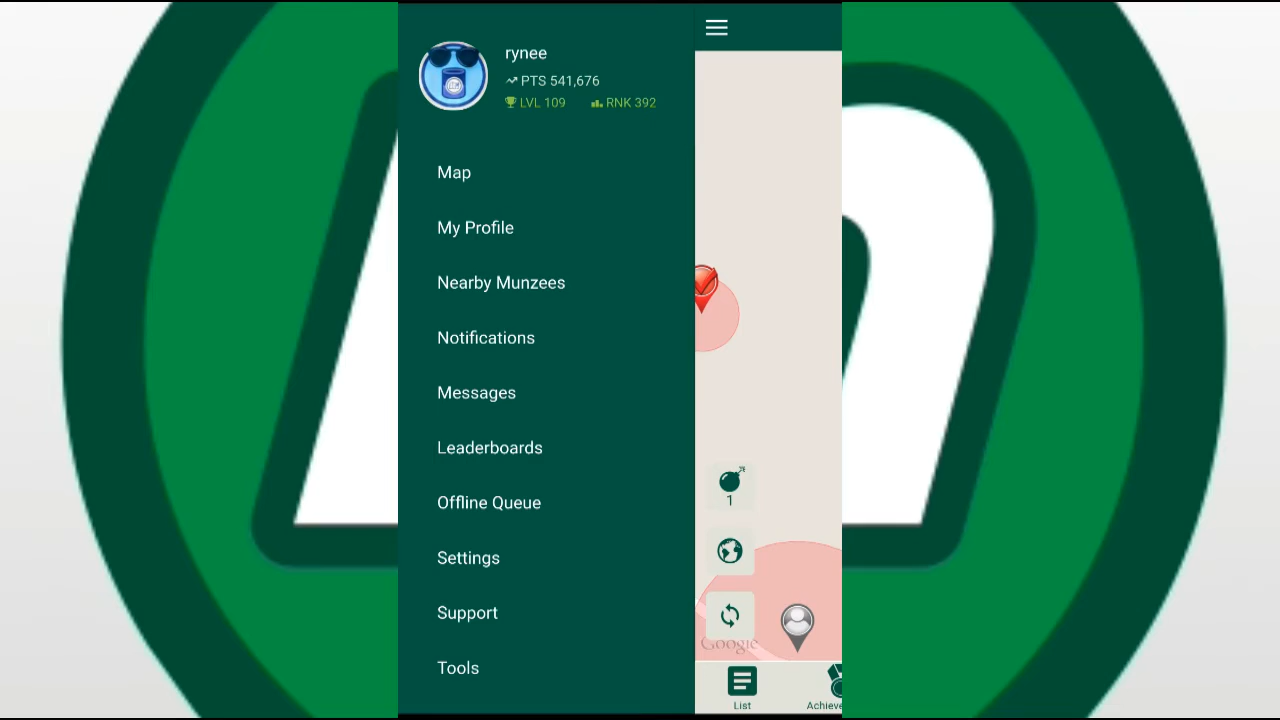 rynee
PTS 541,676
LVL 109 RNK 392
Map
My Profile
Nearby Munzees
Notifications
Messages
Leaderboards
Offline Queue
Settings
Support
Tools
1
Google
List
Achieve